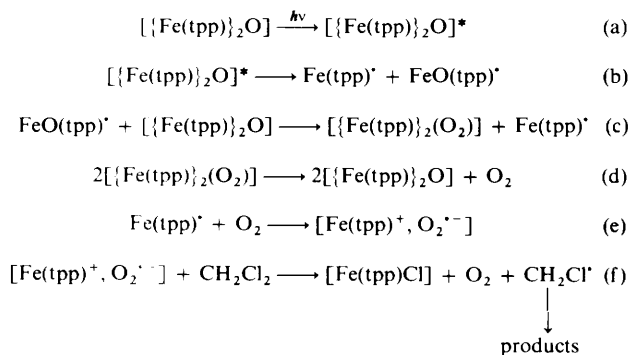 [{Fe(tpp)}₂O] —hν→ [{Fe(tpp)}₂O]* (a)
[{Fe(tpp)}₂O]* ⟶ Fe(tpp)• + FeO(tpp)• (b)
FeO(tpp)• + [{Fe(tpp)}₂O] ⟶ [{Fe(tpp)}₂(O₂)] + Fe(tpp)• (c)
2[{Fe(tpp)}₂(O₂)] ⟶ 2[{Fe(tpp)}₂O] + O₂ (d)
Fe(tpp)• + O₂ ⟶ [Fe(tpp)⁺, O₂•⁻] (e)
[Fe(tpp)⁺, O₂•⁻] + CH₂Cl₂ ⟶ [Fe(tpp)Cl] + O₂ + CH₂Cl• (f)
products